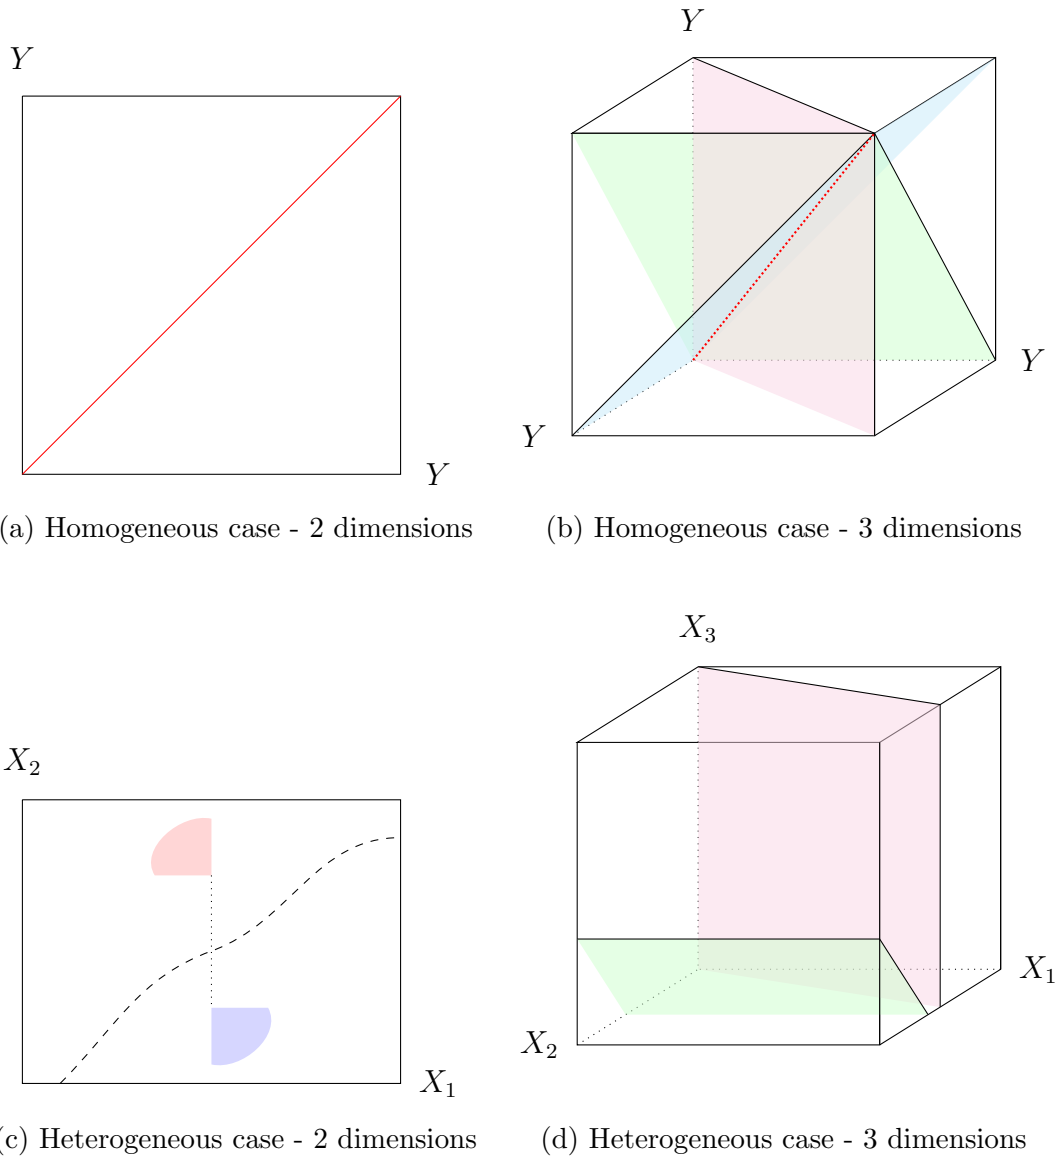 Y
Y
(a) Homogeneous case - 2 dimensions
Y
Y
Y
(b) Homogeneous case - 3 dimensions
X₂
X₁
(c) Heterogeneous case - 2 dimensions
X₃
X₁
X₂
(d) Heterogeneous case - 3 dimensions